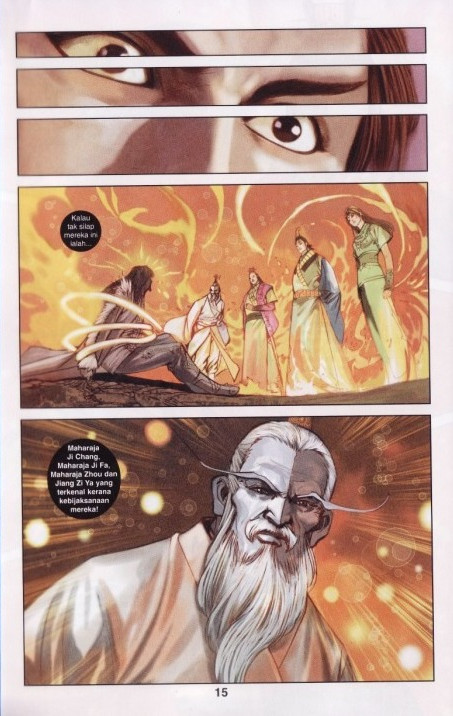 Kalau
tak silap
mereka ini
ialah...
Maharaja
Ji Chang,
Maharaja Ji Fa,
Maharaja Zhou dan
Jiang Zi Ya yang
terkenal kerana
kebijaksanaan
mereka!
15